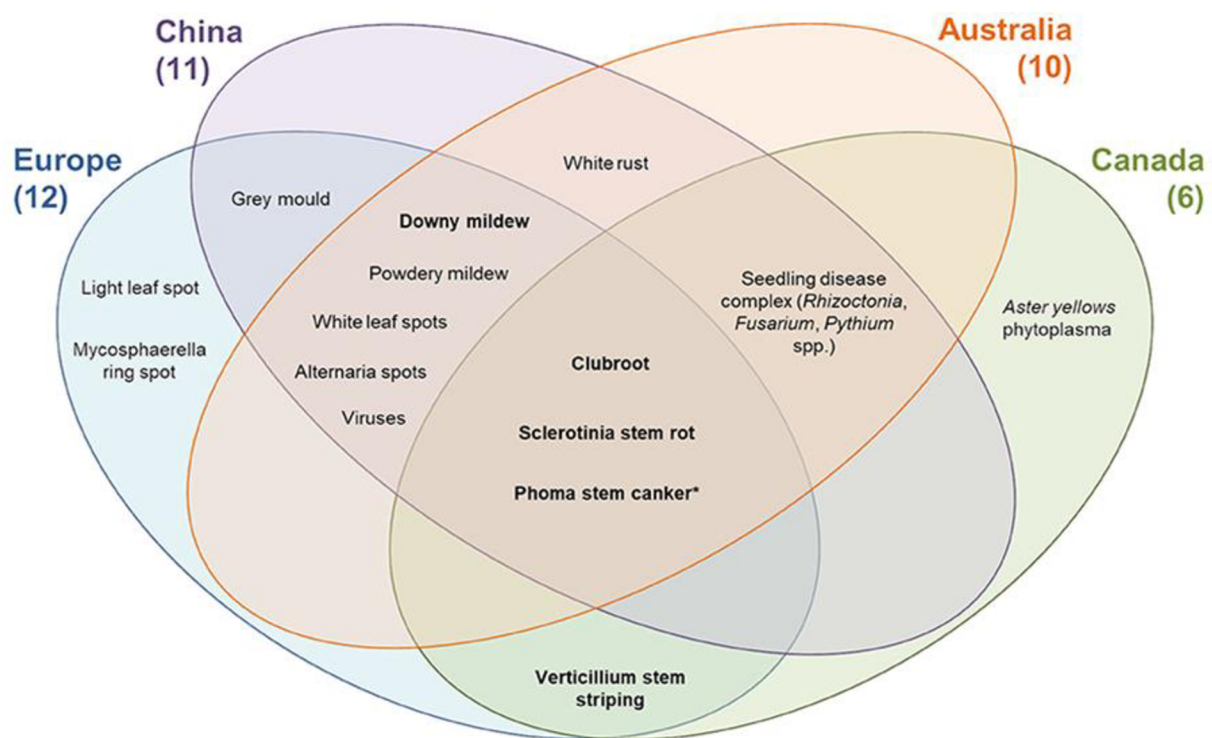 China
(11)
Australia
(10)
Europe
(12)
Canada
(6)
White rust
Grey mould
Downy mildew
Powdery mildew
Light leaf spot
White leaf spots
Mycosphaerella
ring spot
Alternaria spots
Viruses
Seedling disease
complex (Rhizoctonia,
Fusarium, Pythium
spp.)
Aster yellows
phytoplasma
Clubroot
Sclerotinia stem rot
Phoma stem canker*
Verticillium stem
striping